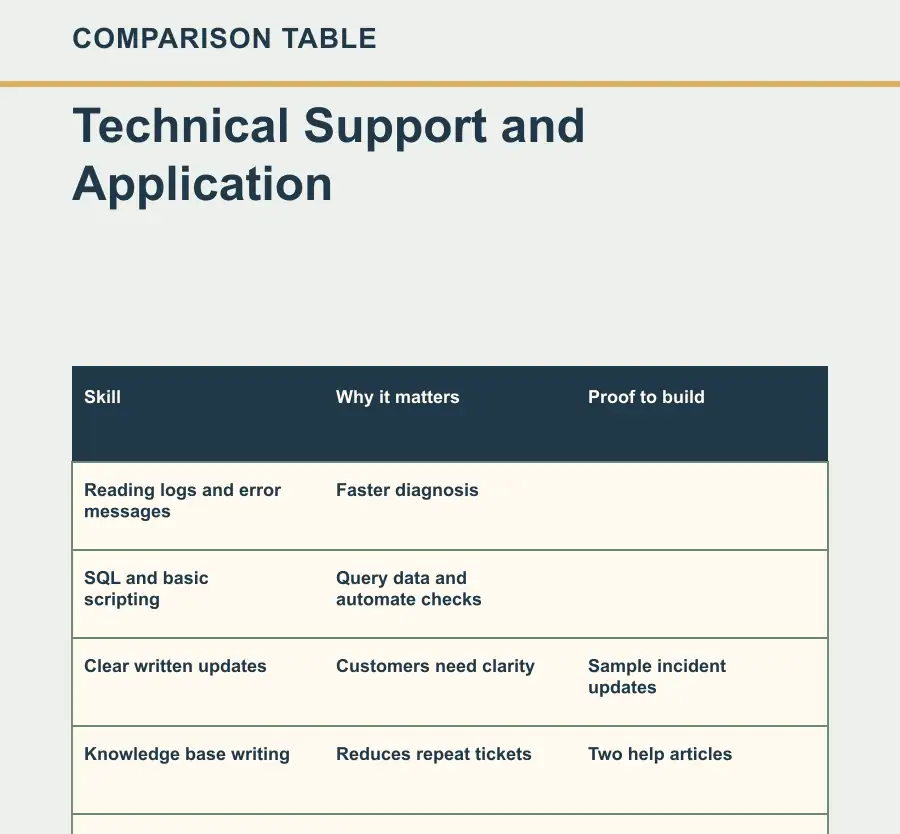 COMPARISON TABLE
Technical Support and
Application
Skill Why it matters Proof to build
Reading logs and error Faster diagnosis
messages
SQL and basic Query data and
scripting automate checks
Clear written updates Customers need clarity Sample incident
updates
Knowledge base writing Reduces repeat tickets Two help articles